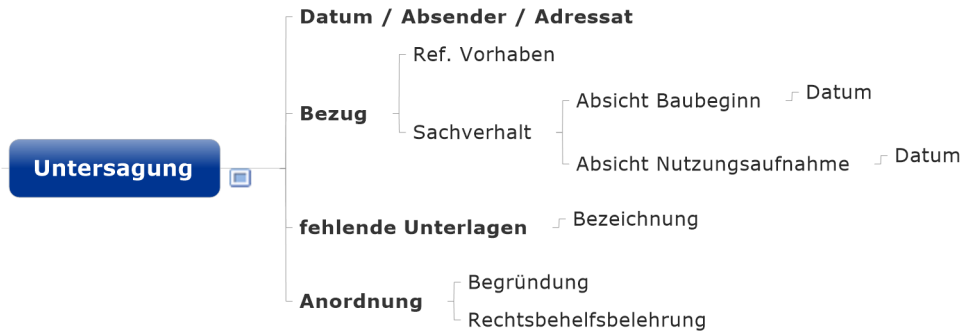 Untersagung
Datum / Absender / Adressat
Bezug
Ref. Vorhaben
Sachverhalt
Absicht Baubeginn
Datum
Absicht Nutzungsaufnahme
Datum
fehlende Unterlagen
Bezeichnung
Anordnung
Begründung
Rechtsbehelfsbelehrung